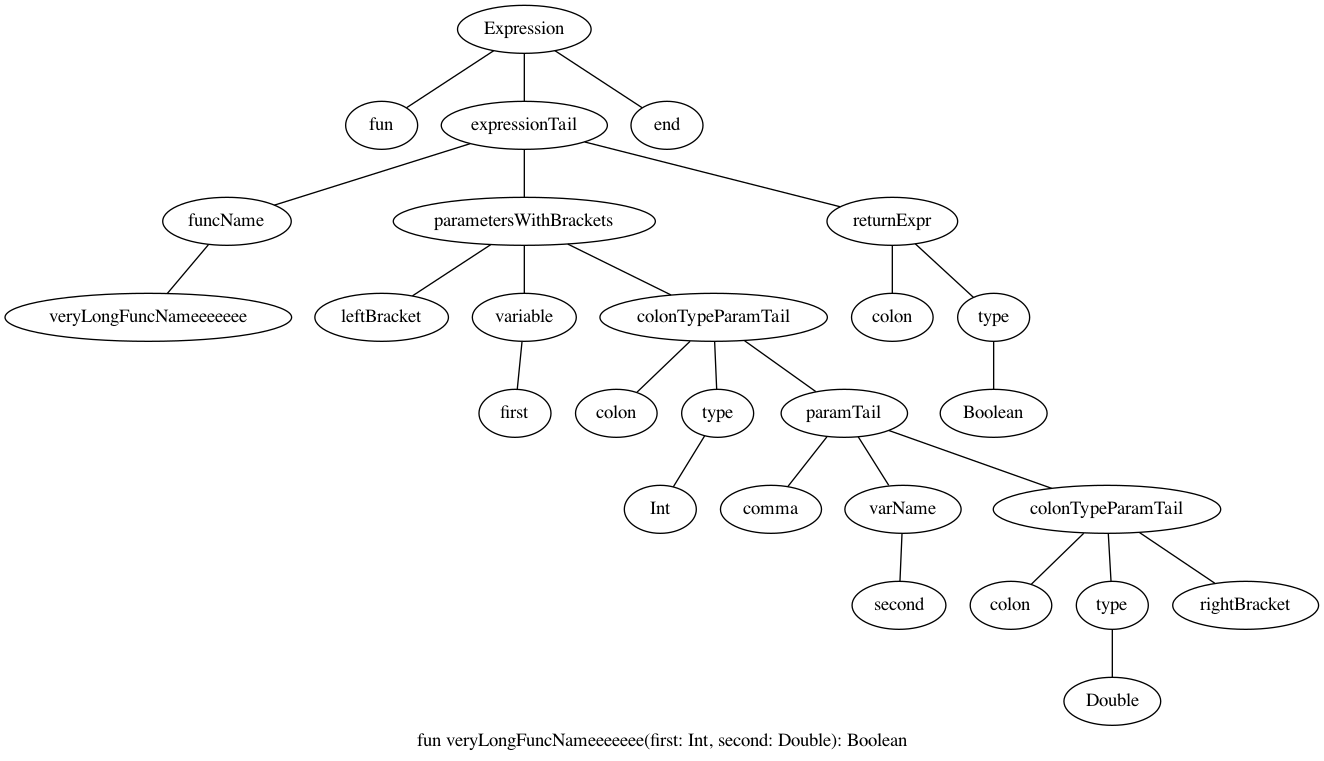 Expression
fun expressionTail end
funcName parametersWithBrackets returnExpr
veryLongFuncNameeeeeee leftBracket variable colonTypeParamTail colon type
first colon type paramTail Boolean
Int comma varName colonTypeParamTail
second colon type rightBracket
Double
fun veryLongFuncNameeeeeee(first: Int, second: Double): Boolean